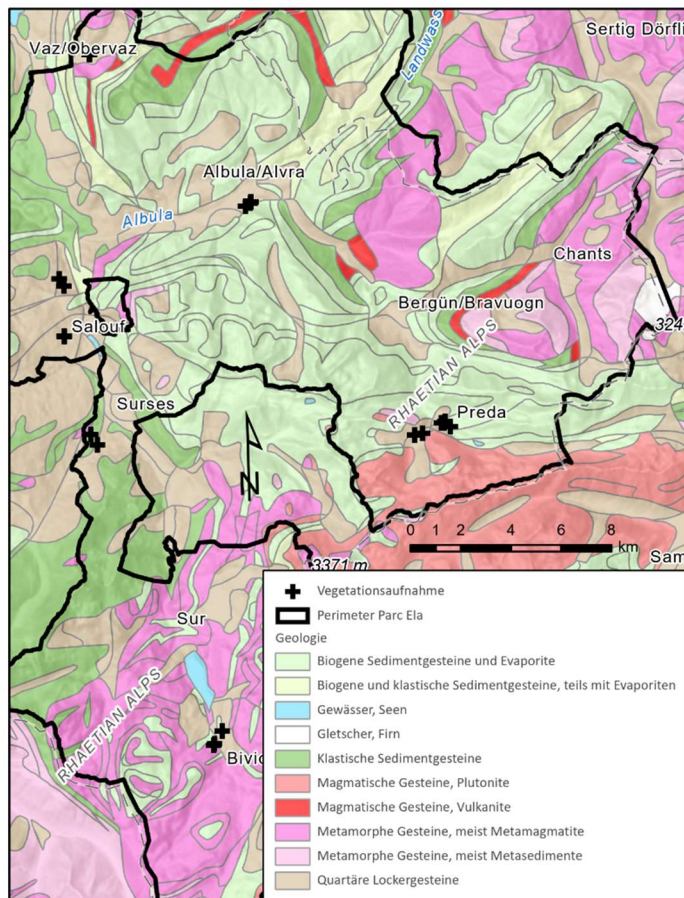 Vaz/Obervaz
Landwass
Sertig Dörfli
Albula/Alvra
Albula
Chants
Bergün/Bravuogn
324
Salouf
RHAETIAN ALPS
Surses
Preda
N
0 1 2 4 6 8
km
3371 m
Sam
Sur
RHAETIAN ALPS
Bivio
Vegetationsaufnahme
Perimeter Parc Ela
Geologie
Biogene Sedimentgesteine und Evaporite
Biogene und klastische Sedimentgesteine, teils mit Evaporiten
Gewässer, Seen
Gletscher, Firn
Klastische Sedimentgesteine
Magmatische Gesteine, Plutonite
Magmatische Gesteine, Vulkanite
Metamorphe Gesteine, meist Metamagmatite
Metamorphe Gesteine, meist Metasedimente
Quartäre Lockergesteine